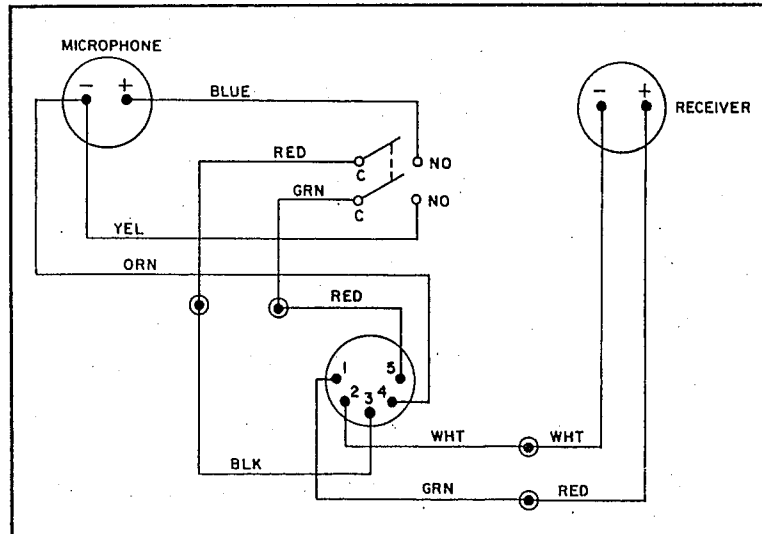 MICROPHONE
- +
BLUE
- +
RECEIVER
RED
C
NO
GRN
C
NO
YEL
ORN
RED
1
5
2
3
4
WHT
WHT
BLK
GRN
RED